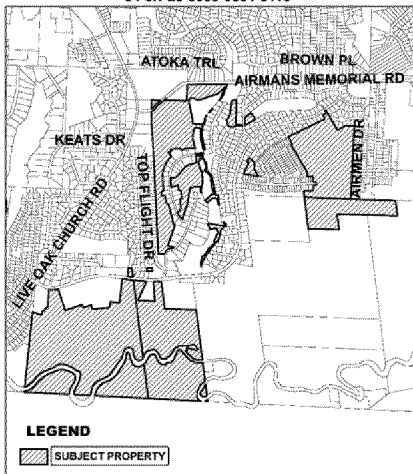 ATOKA TRL
BROWN PL
AIRMANS MEMORIAL RD
KEATS DR
TOP FLIGHT DR
AIRMEN DR
LIVE OAK CHURCH RD
LEGEND
SUBJECT PROPERTY